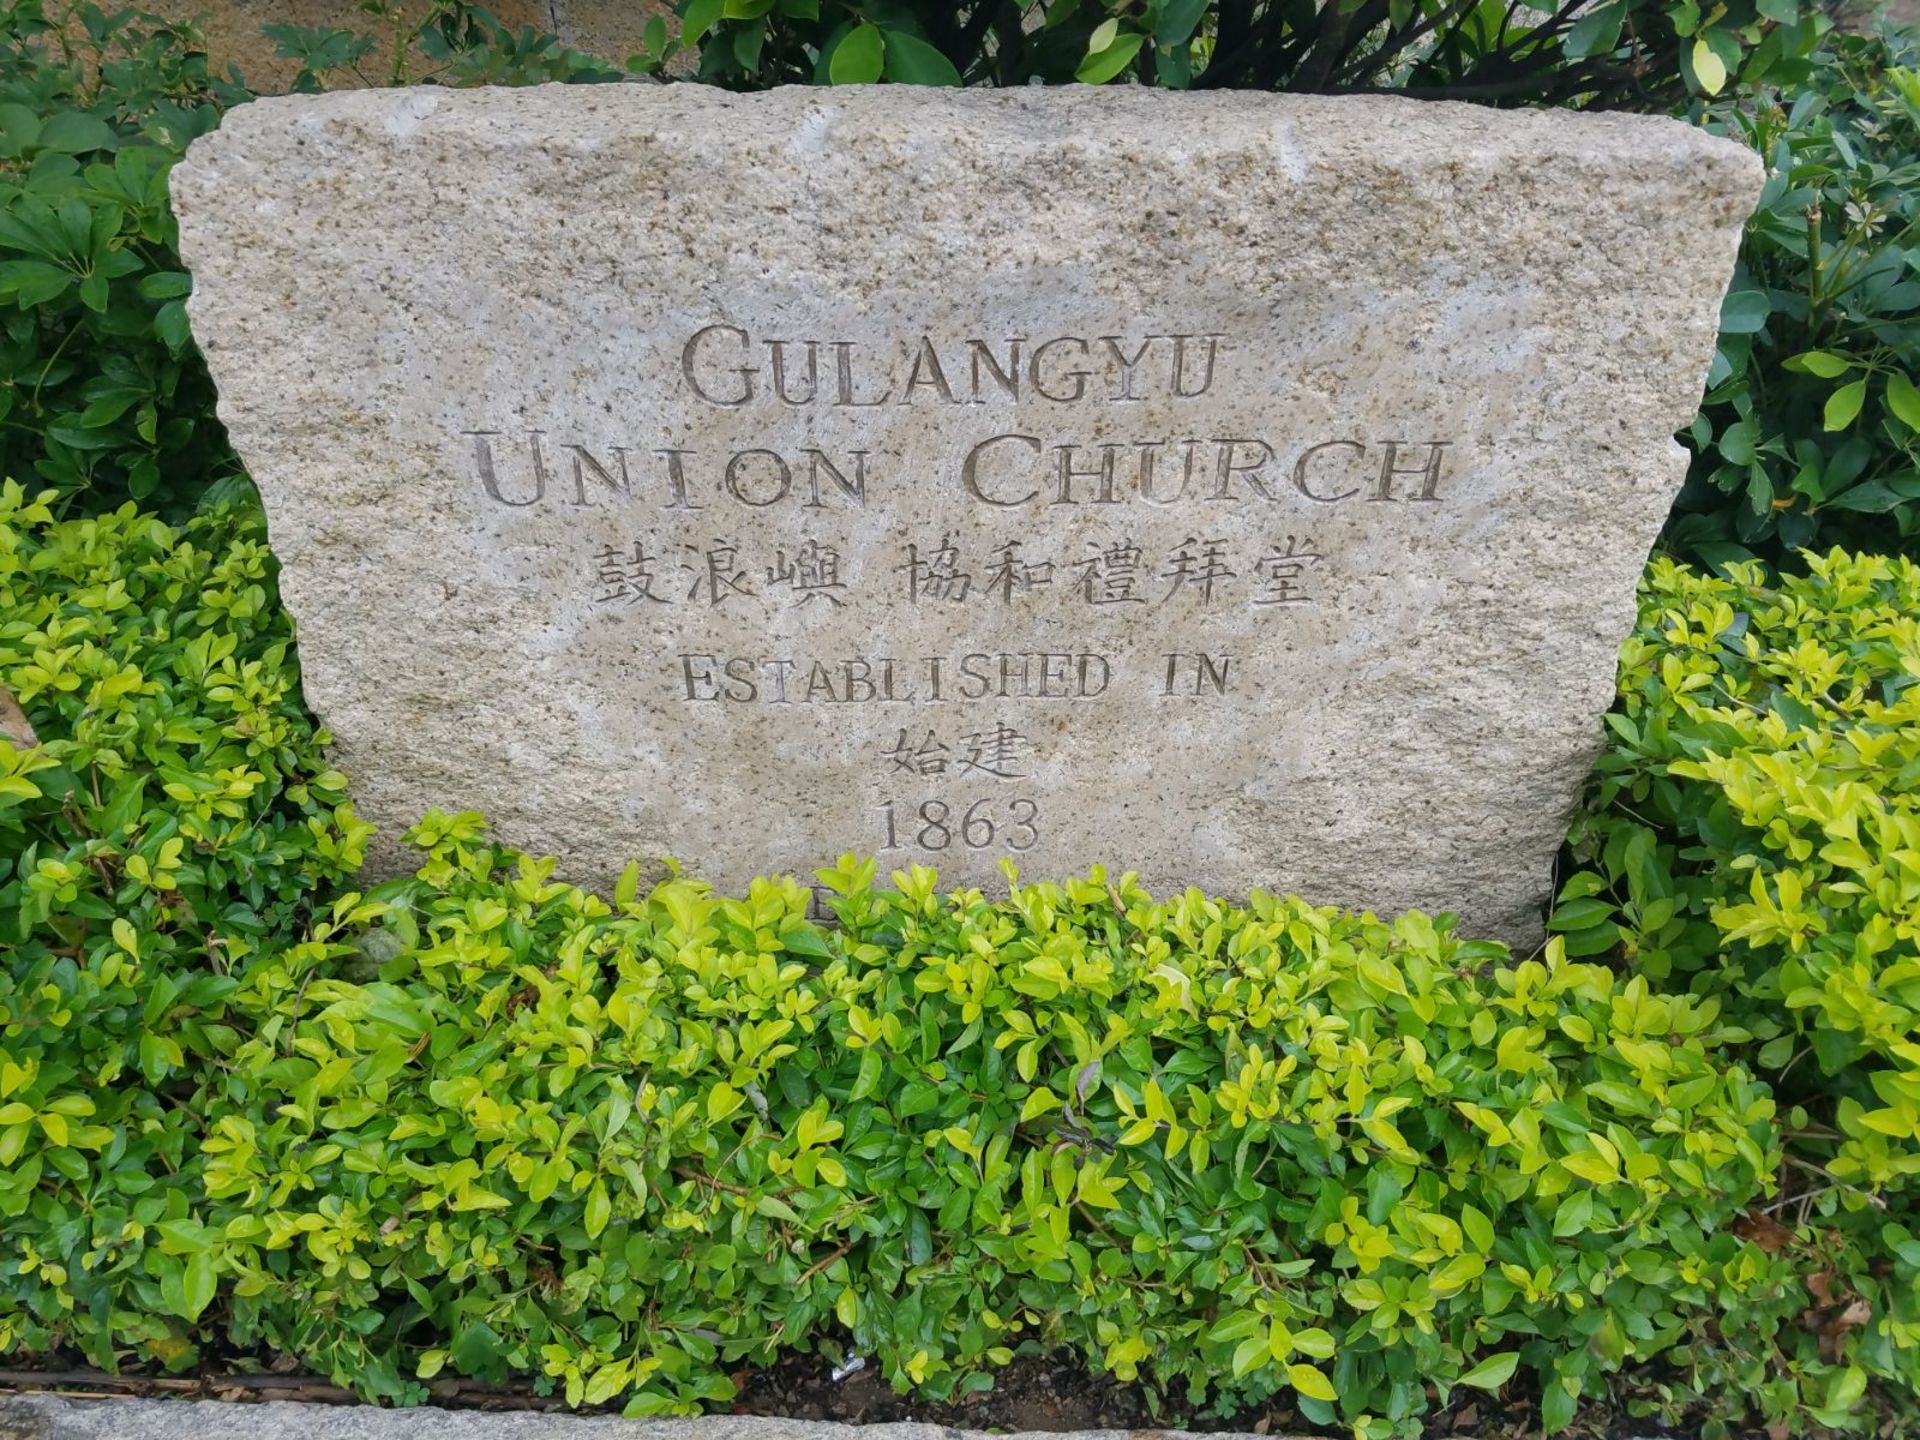 GULANGYU
UNION CHURCH
鼓浪嶼 協和禮拜堂
ESTABLISHED IN
始建
1863